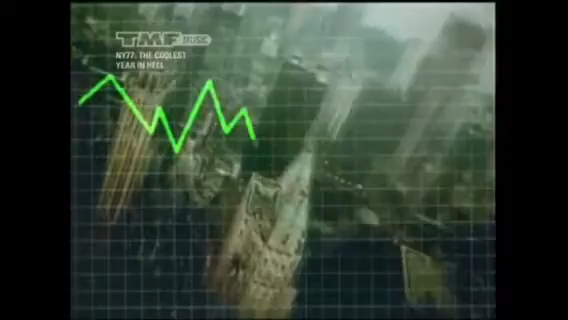 TMF MUSIC
NY77: THE COOLEST
YEAR IN HELL